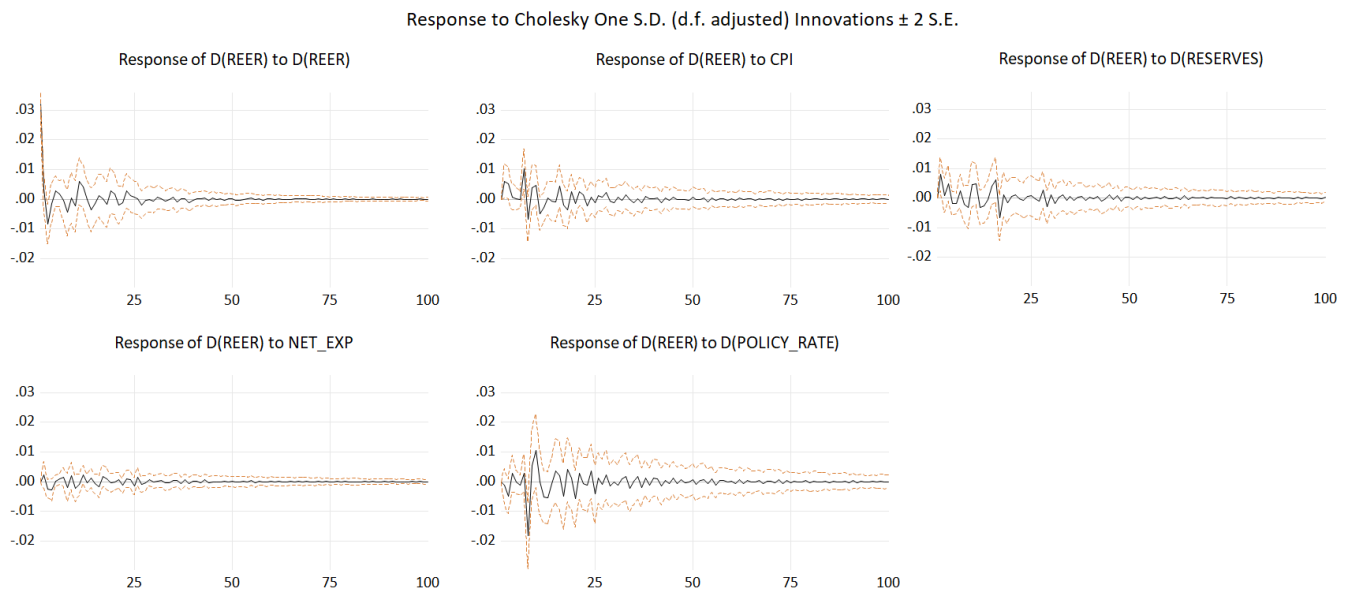 Response to Cholesky One S.D. (d.f. adjusted) Innovations ± 2 S.E.
Response of D(REER) to D(REER)
.03
.02
.01
.00
-.01
-.02
25 50 75 100
Response of D(REER) to CPI
.03
.02
.01
.00
-.01
-.02
25 50 75 100
Response of D(REER) to D(RESERVES)
.03
.02
.01
.00
-.01
-.02
25 50 75 100
Response of D(REER) to NET_EXP
.03
.02
.01
.00
-.01
-.02
25 50 75 100
Response of D(REER) to D(POLICY_RATE)
.03
.02
.01
.00
-.01
-.02
25 50 75 100